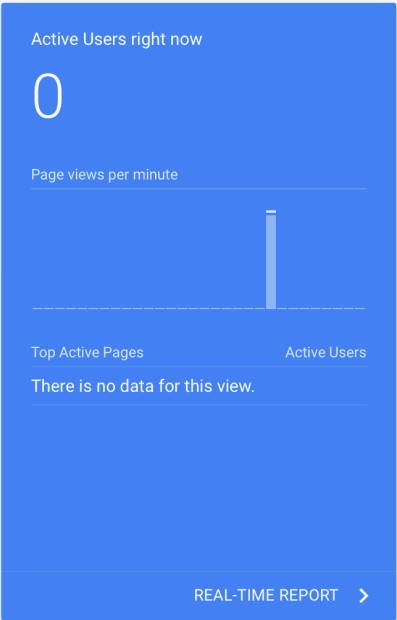 Active Users right now
0
Page views per minute
Top Active Pages Active Users
There is no data for this view.
REAL-TIME REPORT